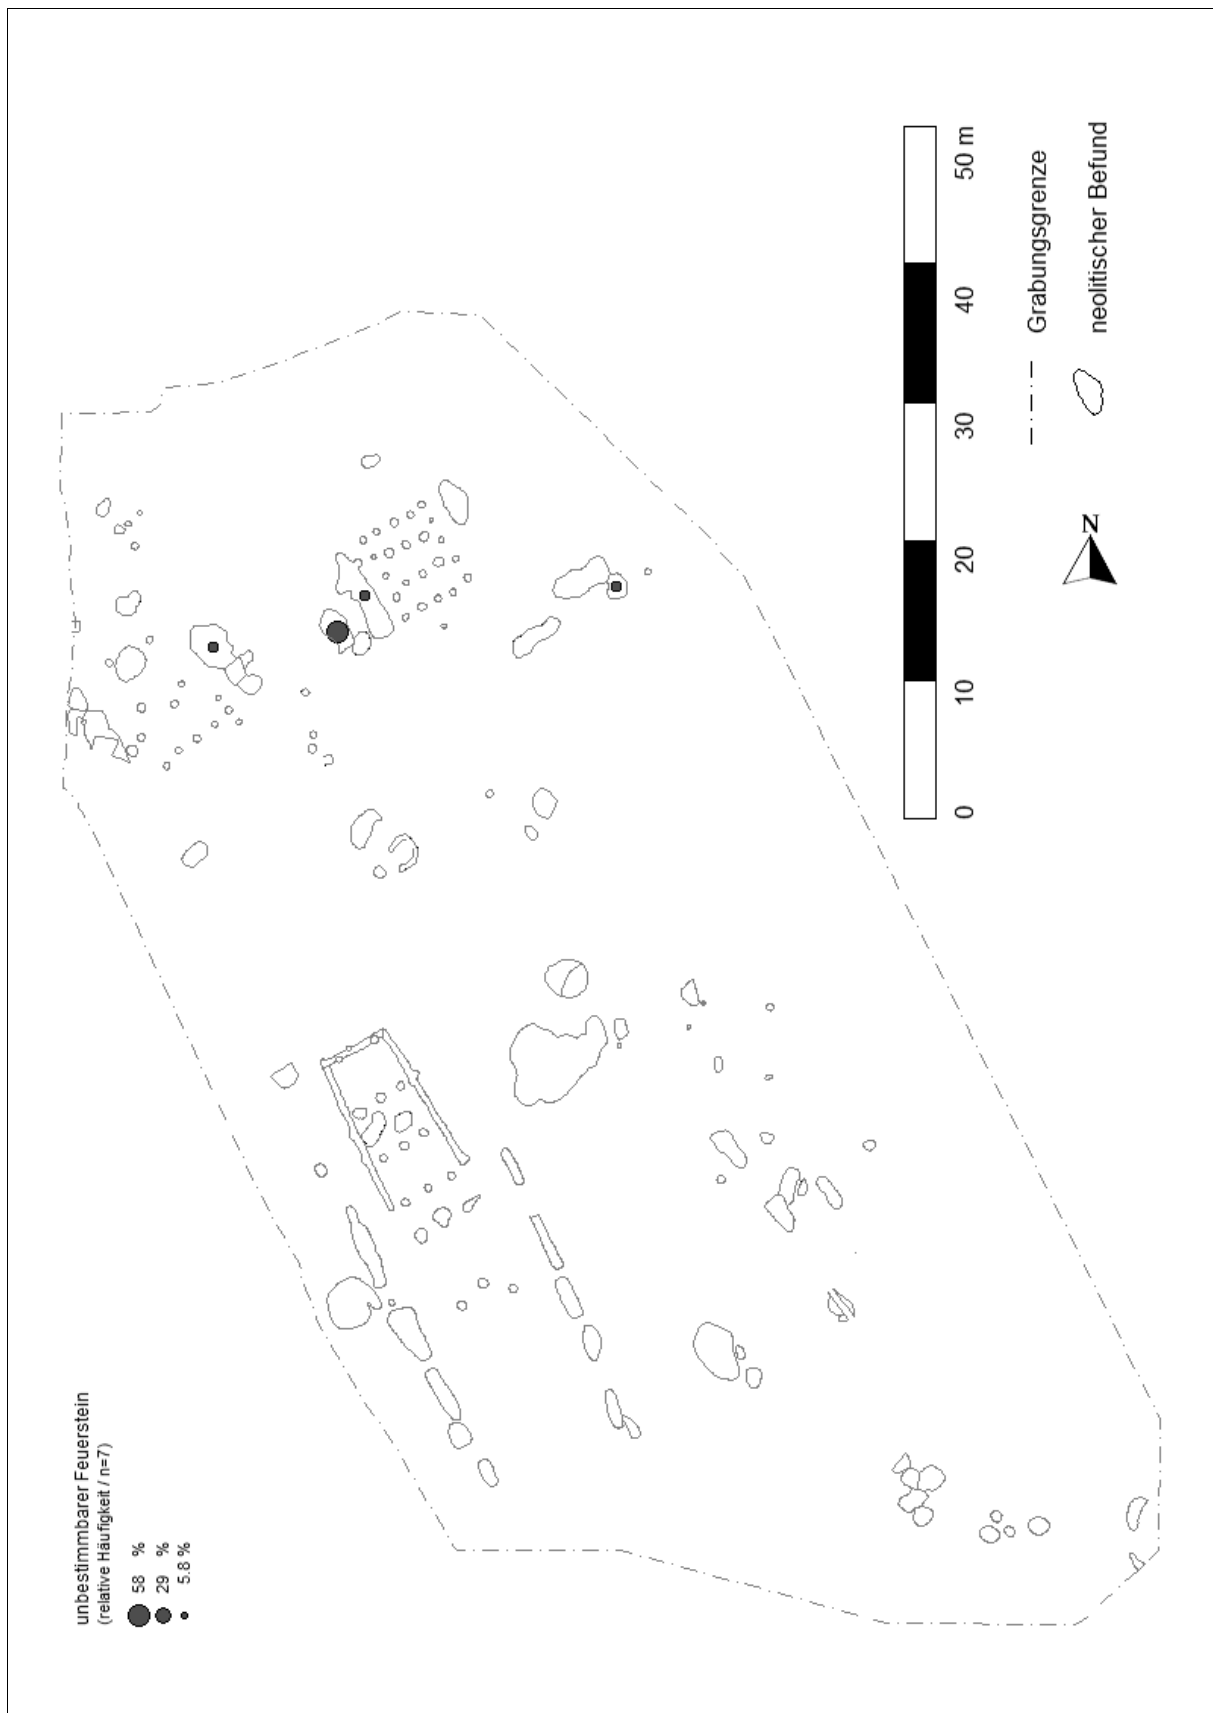 unbestimmbarer Feuerstein
(relative Häufigkeit / n=7)
58 %
29 %
5.8 %
0 10 20 30 40 50 m
Grabungsgrenze
neolitischer Befund
N